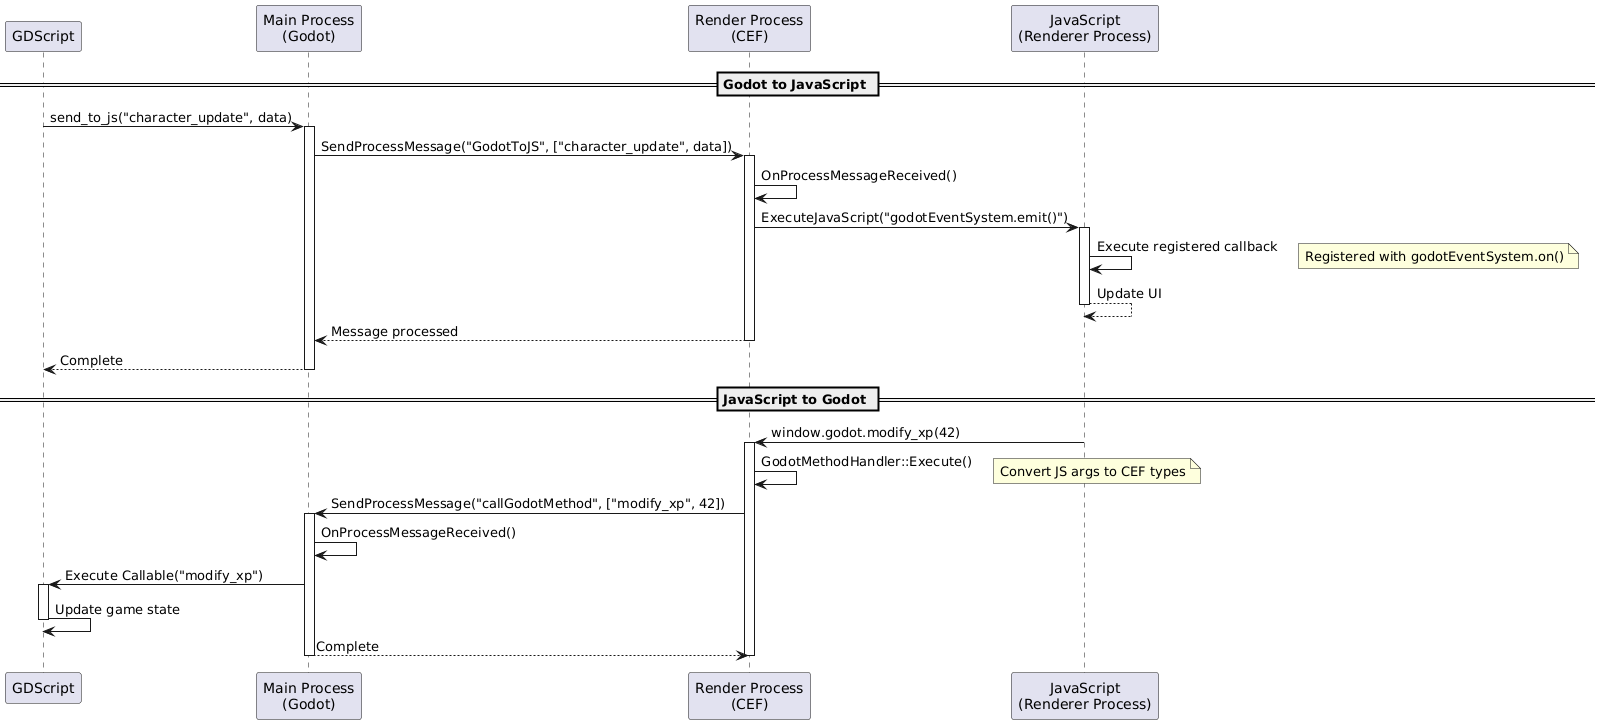 GDScript
Main Process
(Godot)
Render Process
(CEF)
JavaScript
(Renderer Process)
Godot to JavaScript
send_to_js("character_update", data)
SendProcessMessage("GodotToJS", ["character_update", data])
OnProcessMessageReceived()
ExecuteJavaScript("godotEventSystem.emit()")
Execute registered callback
Registered with godotEventSystem.on()
Update UI
Message processed
Complete
JavaScript to Godot
window.godot.modify_xp(42)
GodotMethodHandler::Execute()
Convert JS args to CEF types
SendProcessMessage("callGodotMethod", ["modify_xp", 42])
OnProcessMessageReceived()
Execute Callable("modify_xp")
Update game state
Complete
GDScript
Main Process
(Godot)
Render Process
(CEF)
JavaScript
(Renderer Process)